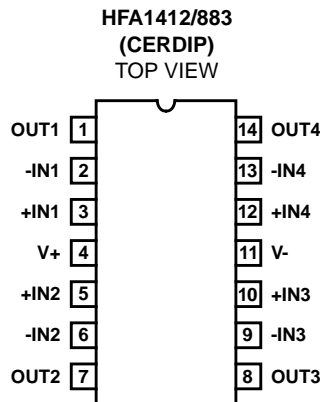 HFA1412/883
(CERDIP)
TOP VIEW
OUT1 1 14 OUT4
-IN1 2 13 -IN4
+IN1 3 12 +IN4
V+ 4 11 V-
+IN2 5 10 +IN3
-IN2 6 9 -IN3
OUT2 7 8 OUT3